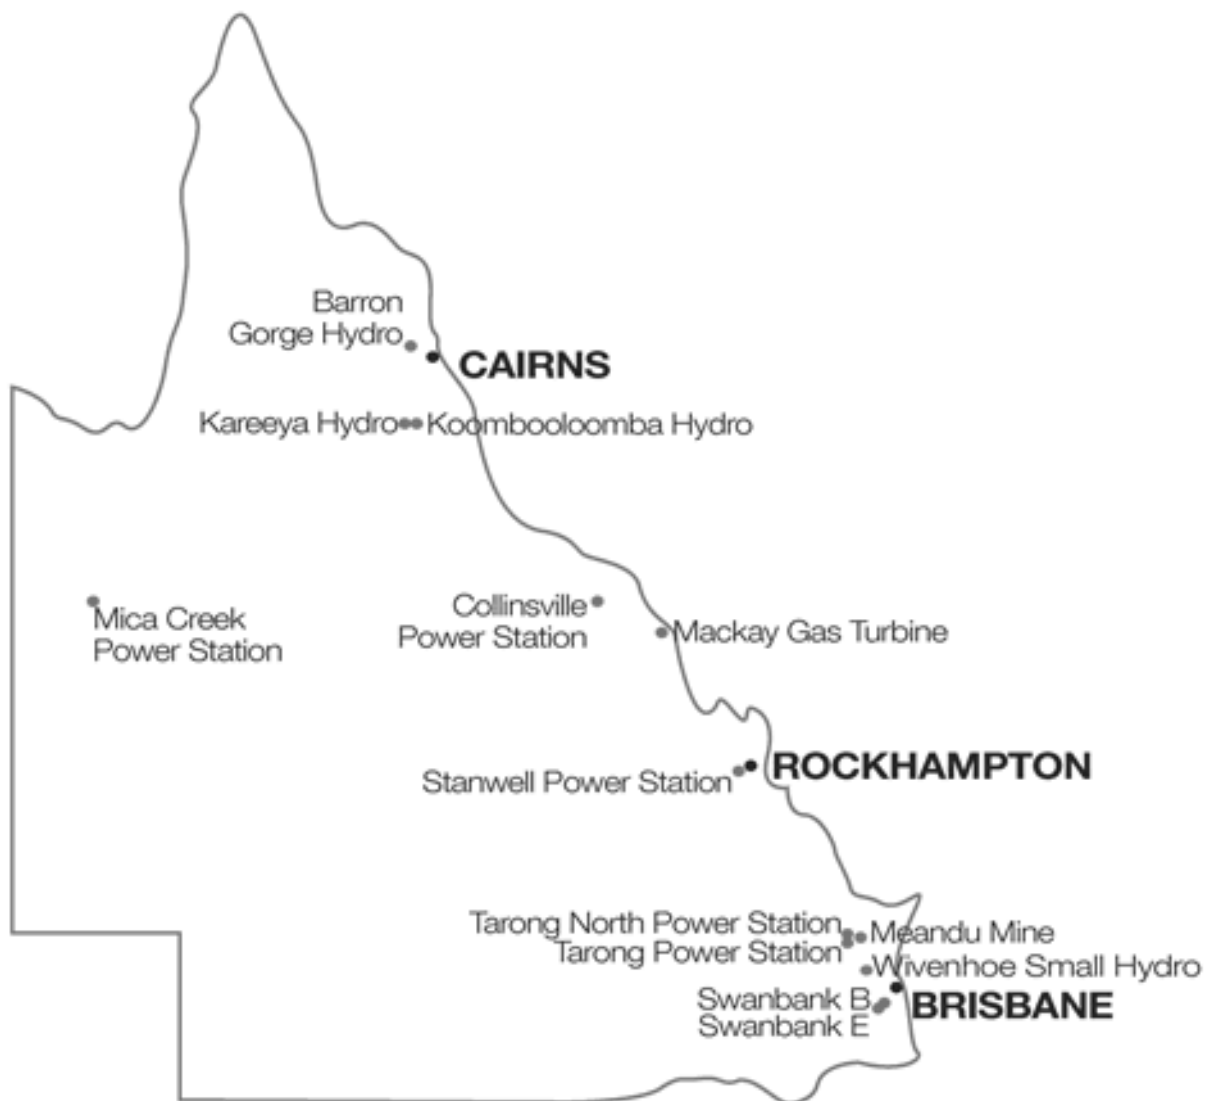 Barron
Gorge Hydro
CAIRNS
Kareeya Hydro
Koombooloomba Hydro
Mica Creek
Power Station
Collinsville
Power Station
Mackay Gas Turbine
ROCKHAMPTON
Stanwell Power Station
Tarong North Power Station
Meandu Mine
Tarong Power Station
Wivenhoe Small Hydro
Swanbank B
BRISBANE
Swanbank E